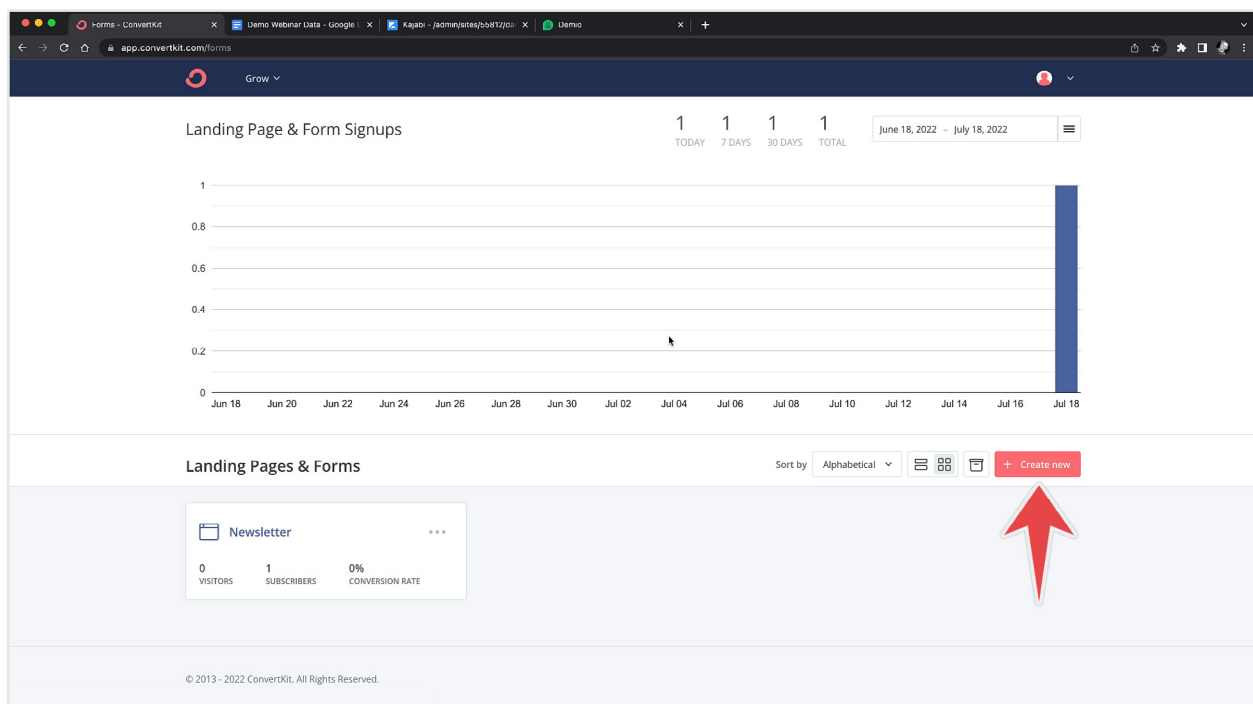 Forms - ConvertKit
Demo Webinar Data - Google
Kajabi - /admin/sites/55812/da
Demio
app.convertkit.com/forms
Grow
Landing Page & Form Signups
1 1 1 1
TODAY 7 DAYS 30 DAYS TOTAL
June 18, 2022 – July 18, 2022
1
0.8
0.6
0.4
0.2
0
Jun 18 Jun 20 Jun 22 Jun 24 Jun 26 Jun 28 Jun 30 Jul 02 Jul 04 Jul 06 Jul 08 Jul 10 Jul 12 Jul 14 Jul 16 Jul 18
Landing Pages & Forms
Sort by Alphabetical + Create new
Newsletter
0 1 0%
VISITORS SUBSCRIBERS CONVERSION RATE
© 2013 - 2022 ConvertKit. All Rights Reserved.